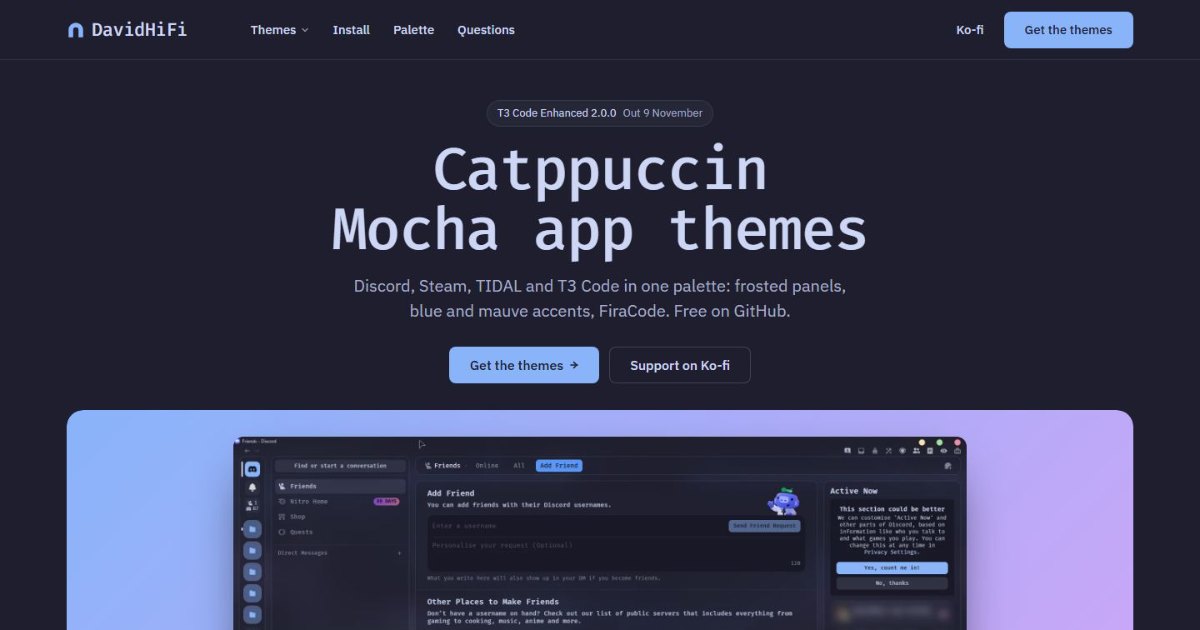 DavidHiFi
Themes
Install
Palette
Questions
Ko-fi
Get the themes
T3 Code Enhanced 2.0.0 Out 9 November
Catppuccin
Mocha app themes
Discord, Steam, TIDAL and T3 Code in one palette: frosted panels,
blue and mauve accents, FiraCode. Free on GitHub.
Get the themes →
Support on Ko-fi
Friends - Discord
Find or start a conversation
Friends
Nitro Home
Shop
Quests
Direct Messages +
Friends
Online
All
Add Friend
Add Friend
You can add friends with their Discord usernames.
Enter a username
Send Friend Request
Personalise your request (Optional)
120
What you write here will also show up in your DM if you become friends.
Other Places to Make Friends
Don't have a username on hand? Check out our list of public servers that includes everything from
gaming to cooking, music, anime and more.
Active Now
This section could be better
We can customise 'Active Now' and
other parts of Discord, based on
information like who you talk to
and what games you play. You can
change this at any time in
Privacy Settings.
Yes, count me in!
No, thanks